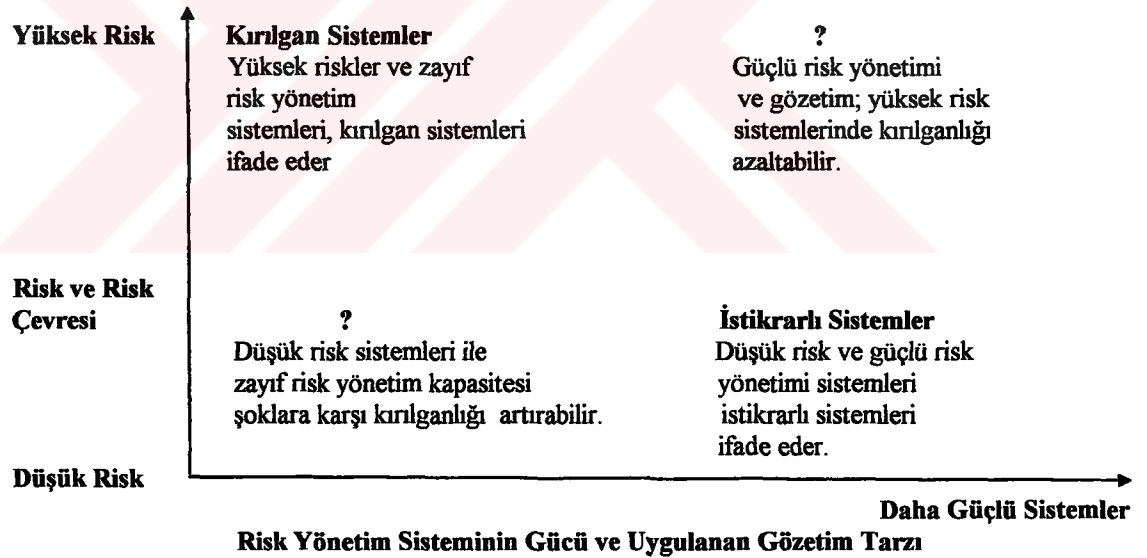 Yüksek Risk
Kırılgan Sistemler
Yüksek riskler ve zayıf
risk yönetim
sistemleri, kırılgan sistemleri
ifade eder
?
Güçlü risk yönetimi
ve gözetim; yüksek risk
sistemlerinde kırılganlığı
azaltabilir.
Risk ve Risk
Çevresi
?
Düşük risk sistemleri ile
zayıf risk yönetim kapasitesi
şoklara karşı kırılganlığı artırabilir.
İstikrarlı Sistemler
Düşük risk ve güçlü risk
yönetimi sistemleri
istikrarlı sistemleri
ifade eder.
Düşük Risk
Daha Güçlü Sistemler
Risk Yönetim Sisteminin Gücü ve Uygulanan Gözetim Tarzı